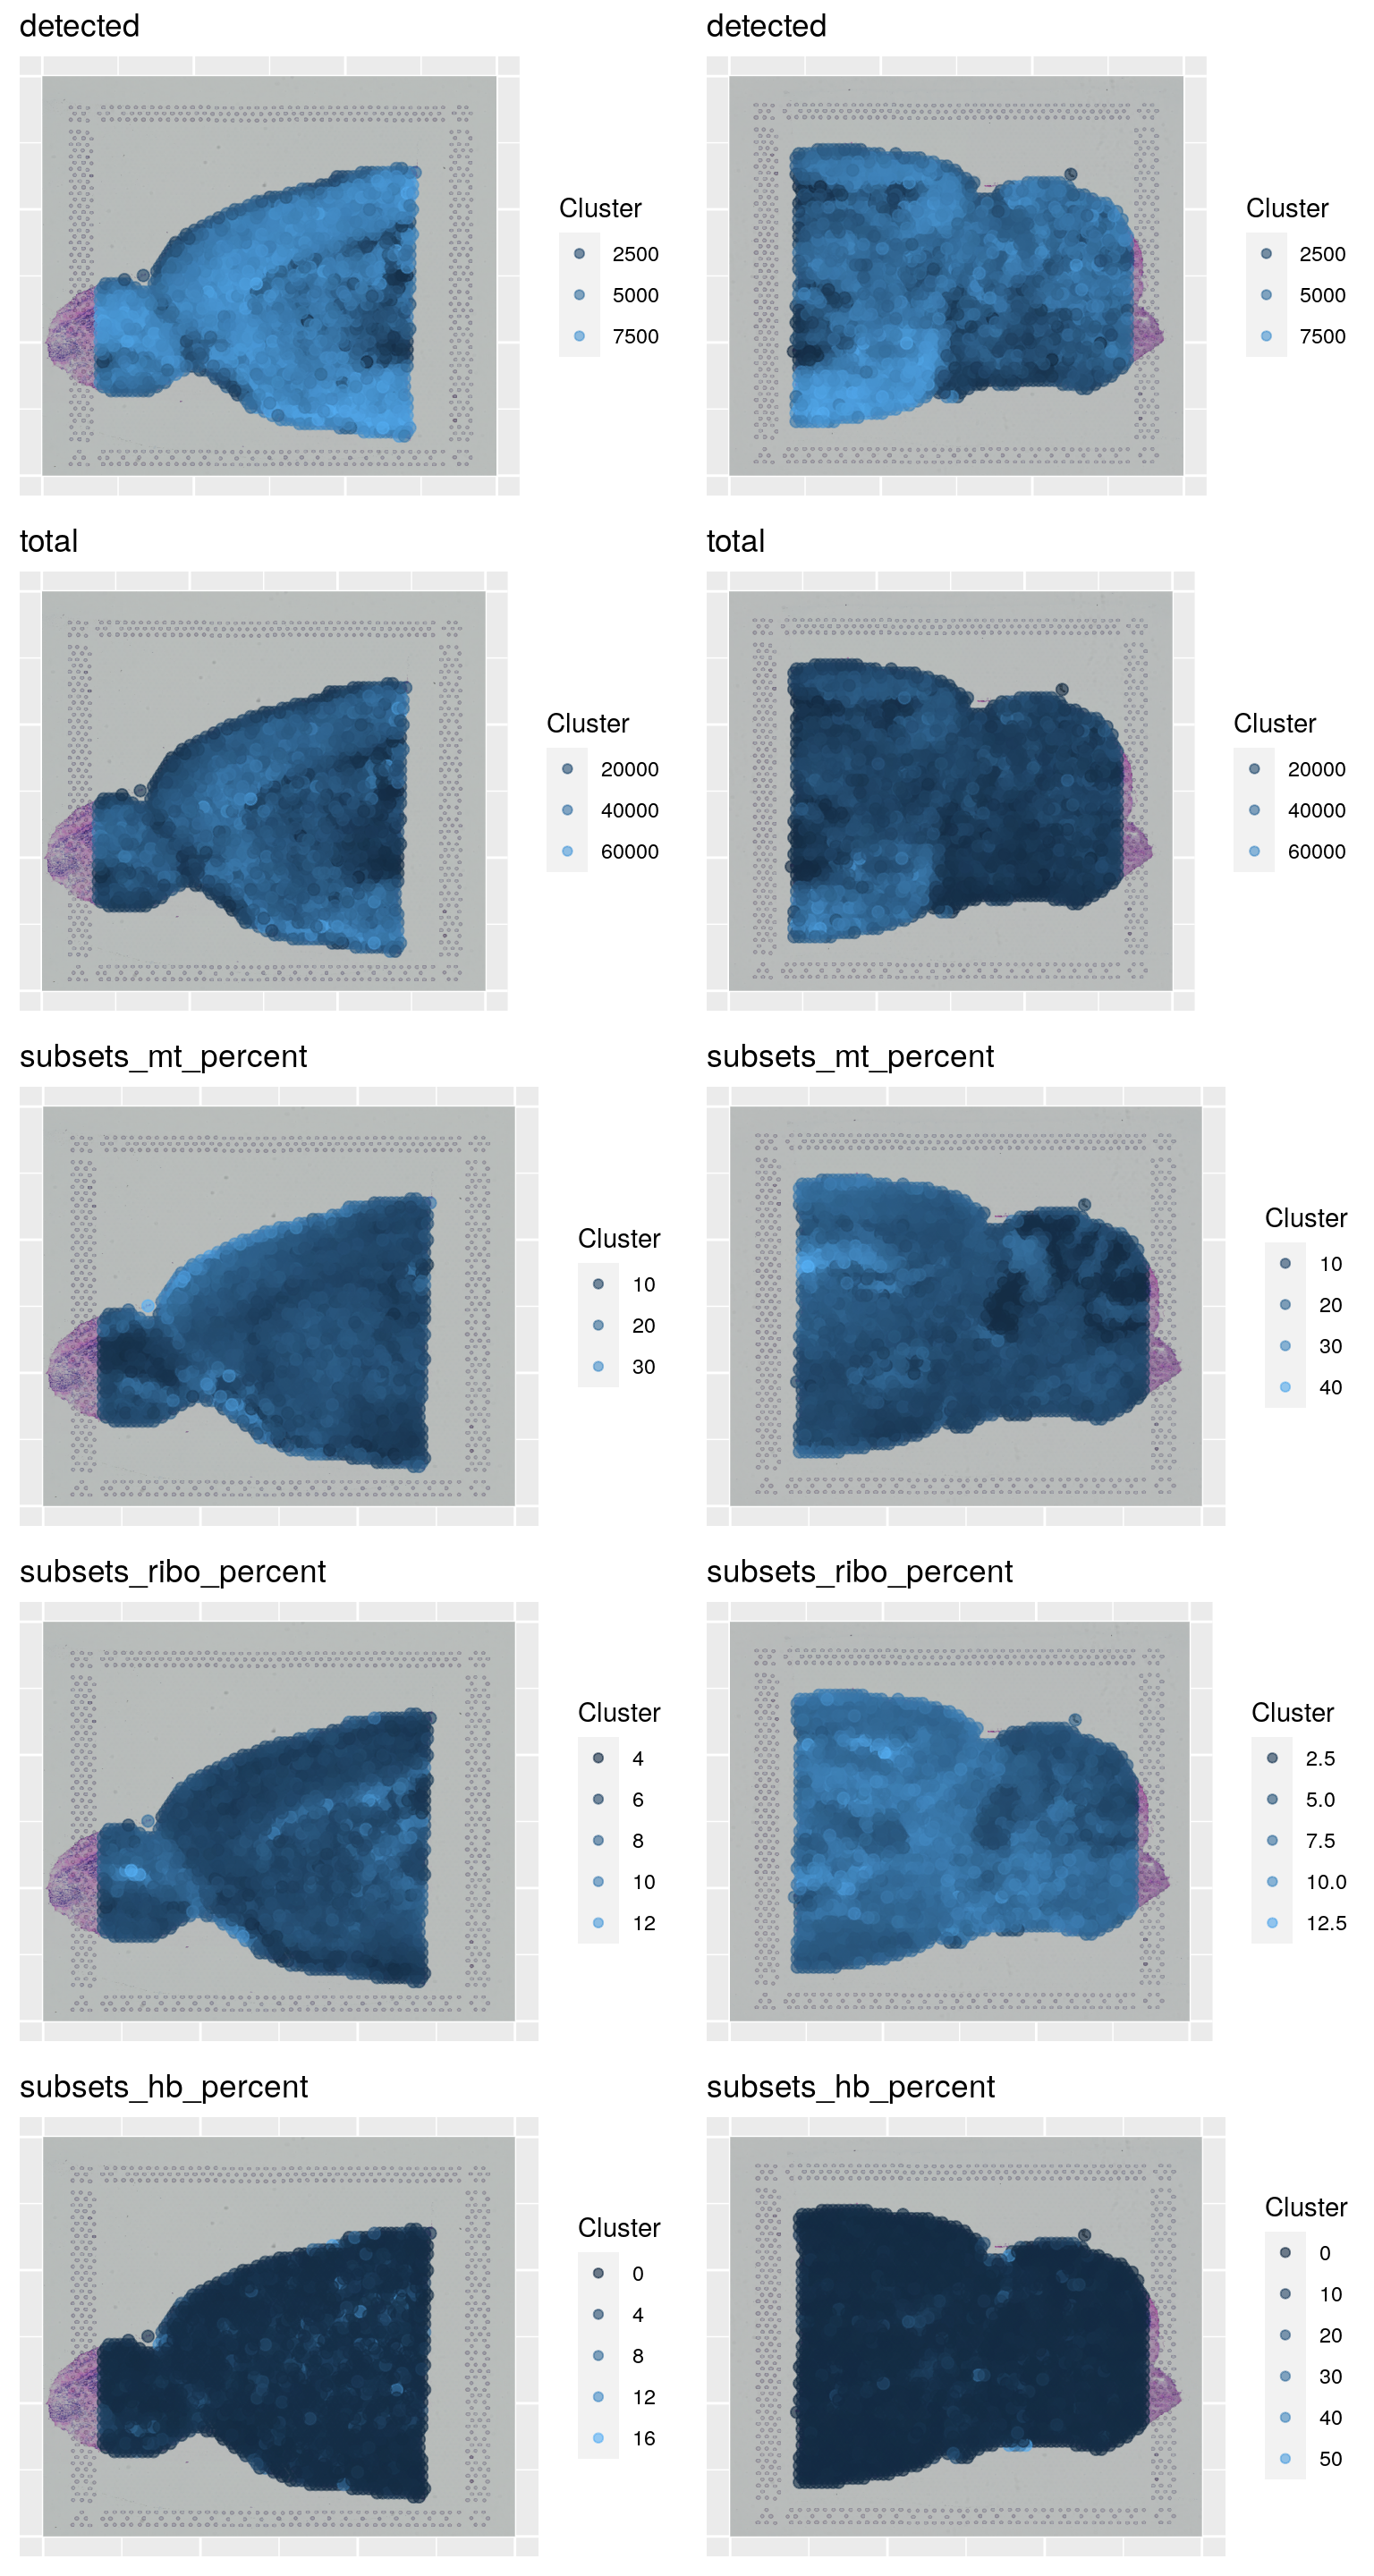 detected
Cluster
2500
5000
7500
detected
Cluster
2500
5000
7500
total
Cluster
20000
40000
60000
total
Cluster
20000
40000
60000
subsets_mt_percent
Cluster
10
20
30
subsets_mt_percent
Cluster
10
20
30
40
subsets_ribo_percent
Cluster
4
6
8
10
12
subsets_ribo_percent
Cluster
2.5
5.0
7.5
10.0
12.5
subsets_hb_percent
Cluster
0
4
8
12
16
subsets_hb_percent
Cluster
0
10
20
30
40
50